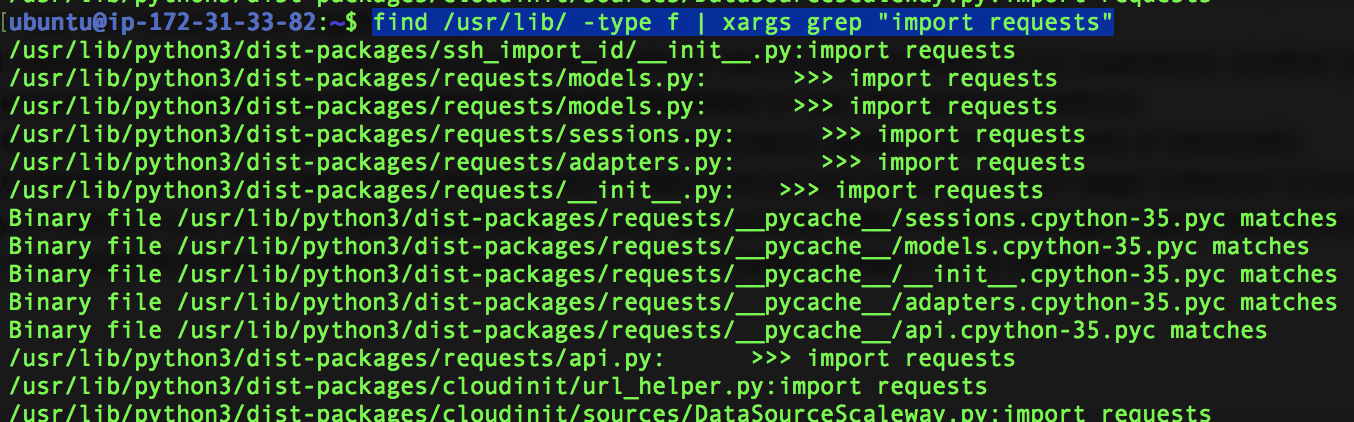 /usr/lib/python3/dist-packages/cloudinit/sources/DataSourceScaleway.py:import requests
[ubuntu@ip-172-31-33-82:~$ find /usr/lib/ -type f | xargs grep "import requests"
/usr/lib/python3/dist-packages/ssh_import_id/__init__.py:import requests
/usr/lib/python3/dist-packages/requests/models.py:      >>> import requests
/usr/lib/python3/dist-packages/requests/models.py:      >>> import requests
/usr/lib/python3/dist-packages/requests/sessions.py:      >>> import requests
/usr/lib/python3/dist-packages/requests/adapters.py:      >>> import requests
/usr/lib/python3/dist-packages/requests/__init__.py:   >>> import requests
Binary file /usr/lib/python3/dist-packages/requests/__pycache__/sessions.cpython-35.pyc matches
Binary file /usr/lib/python3/dist-packages/requests/__pycache__/models.cpython-35.pyc matches
Binary file /usr/lib/python3/dist-packages/requests/__pycache__/__init__.cpython-35.pyc matches
Binary file /usr/lib/python3/dist-packages/requests/__pycache__/adapters.cpython-35.pyc matches
Binary file /usr/lib/python3/dist-packages/requests/__pycache__/api.cpython-35.pyc matches
/usr/lib/python3/dist-packages/requests/api.py:      >>> import requests
/usr/lib/python3/dist-packages/cloudinit/url_helper.py:import requests
/usr/lib/python3/dist-packages/cloudinit/sources/DataSourceScaleway.py:import requests